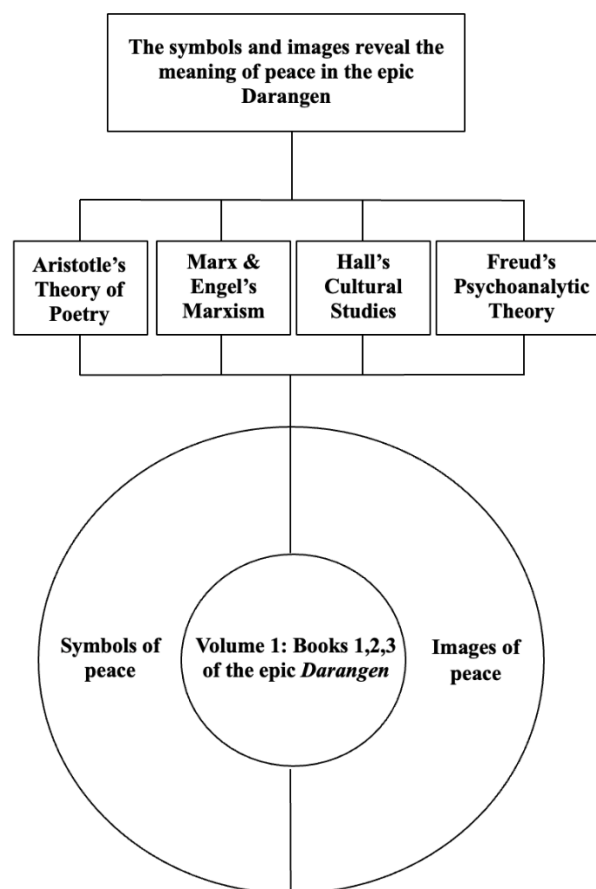 The symbols and images reveal the
meaning of peace in the epic
Darangen
Aristotle’s
Theory of
Poetry
Marx &
Engel’s
Marxism
Hall’s
Cultural
Studies
Freud’s
Psychoanalytic
Theory
Symbols of
peace
Volume 1: Books 1,2,3
of the epic Darangen
Images of
peace